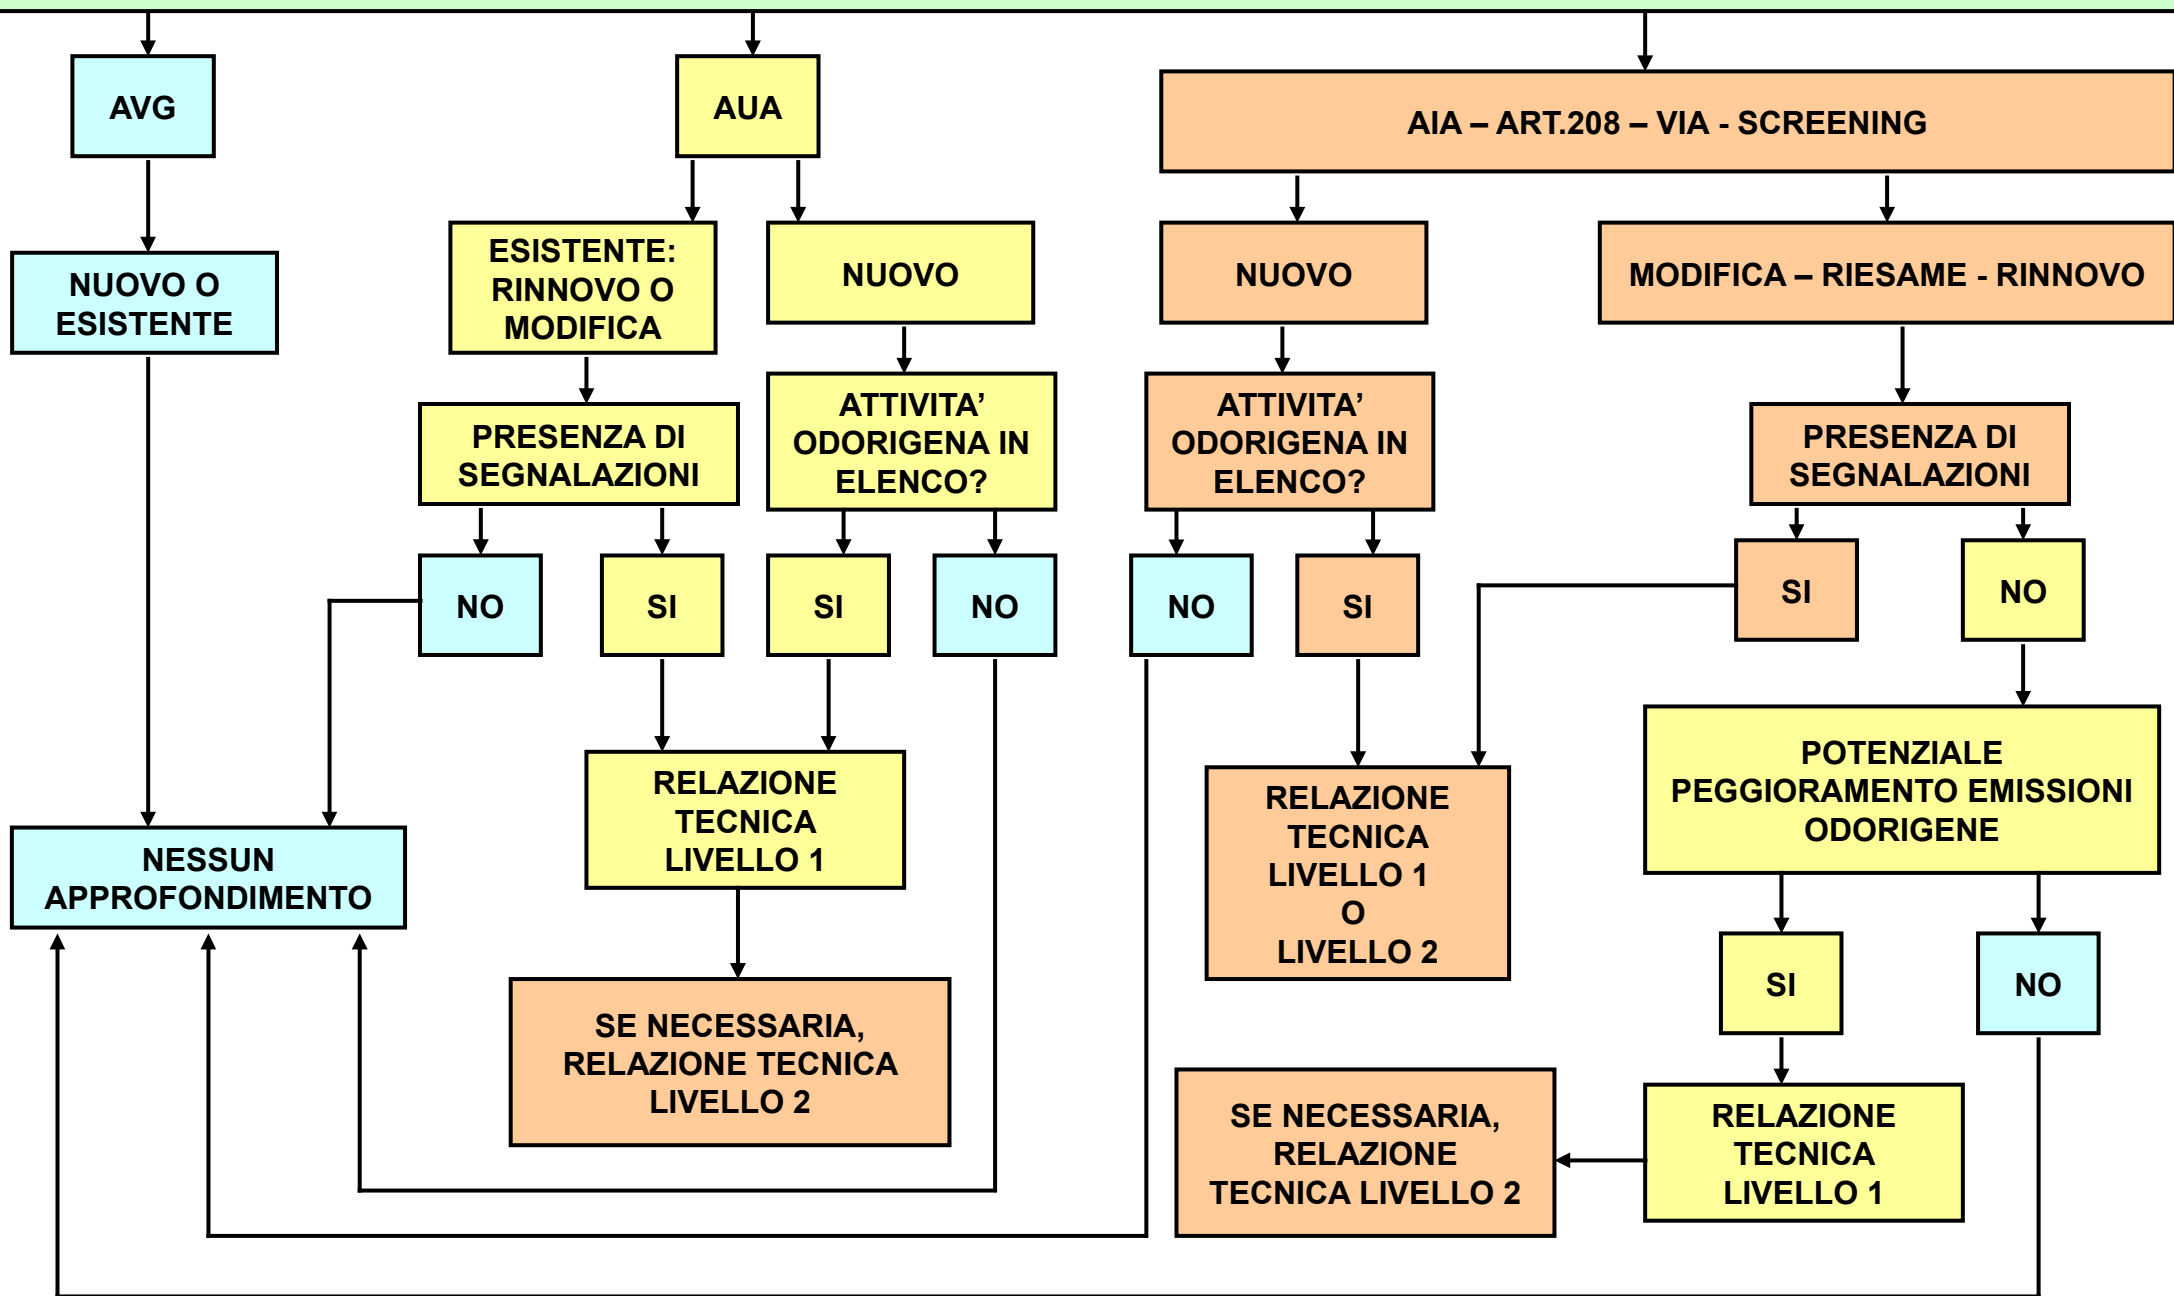 AVG
AUA
AIA – ART.208 – VIA - SCREENING
NUOVO O
ESISTENTE
ESISTENTE:
RINNOVO O
MODIFICA
NUOVO
NUOVO
MODIFICA – RIESAME - RINNOVO
PRESENZA DI
SEGNALAZIONI
ATTIVITA’
ODORIGENA IN
ELENCO?
ATTIVITA’
ODORIGENA IN
ELENCO?
PRESENZA DI
SEGNALAZIONI
NO
SI
SI
NO
NO
SI
SI
NO
RELAZIONE
TECNICA
LIVELLO 1
RELAZIONE
TECNICA
LIVELLO 1
O
LIVELLO 2
POTENZIALE
PEGGIORAMENTO EMISSIONI
ODORIGENE
NESSUN
APPROFONDIMENTO
SI
NO
SE NECESSARIA,
RELAZIONE TECNICA
LIVELLO 2
SE NECESSARIA,
RELAZIONE
TECNICA LIVELLO 2
RELAZIONE
TECNICA
LIVELLO 1